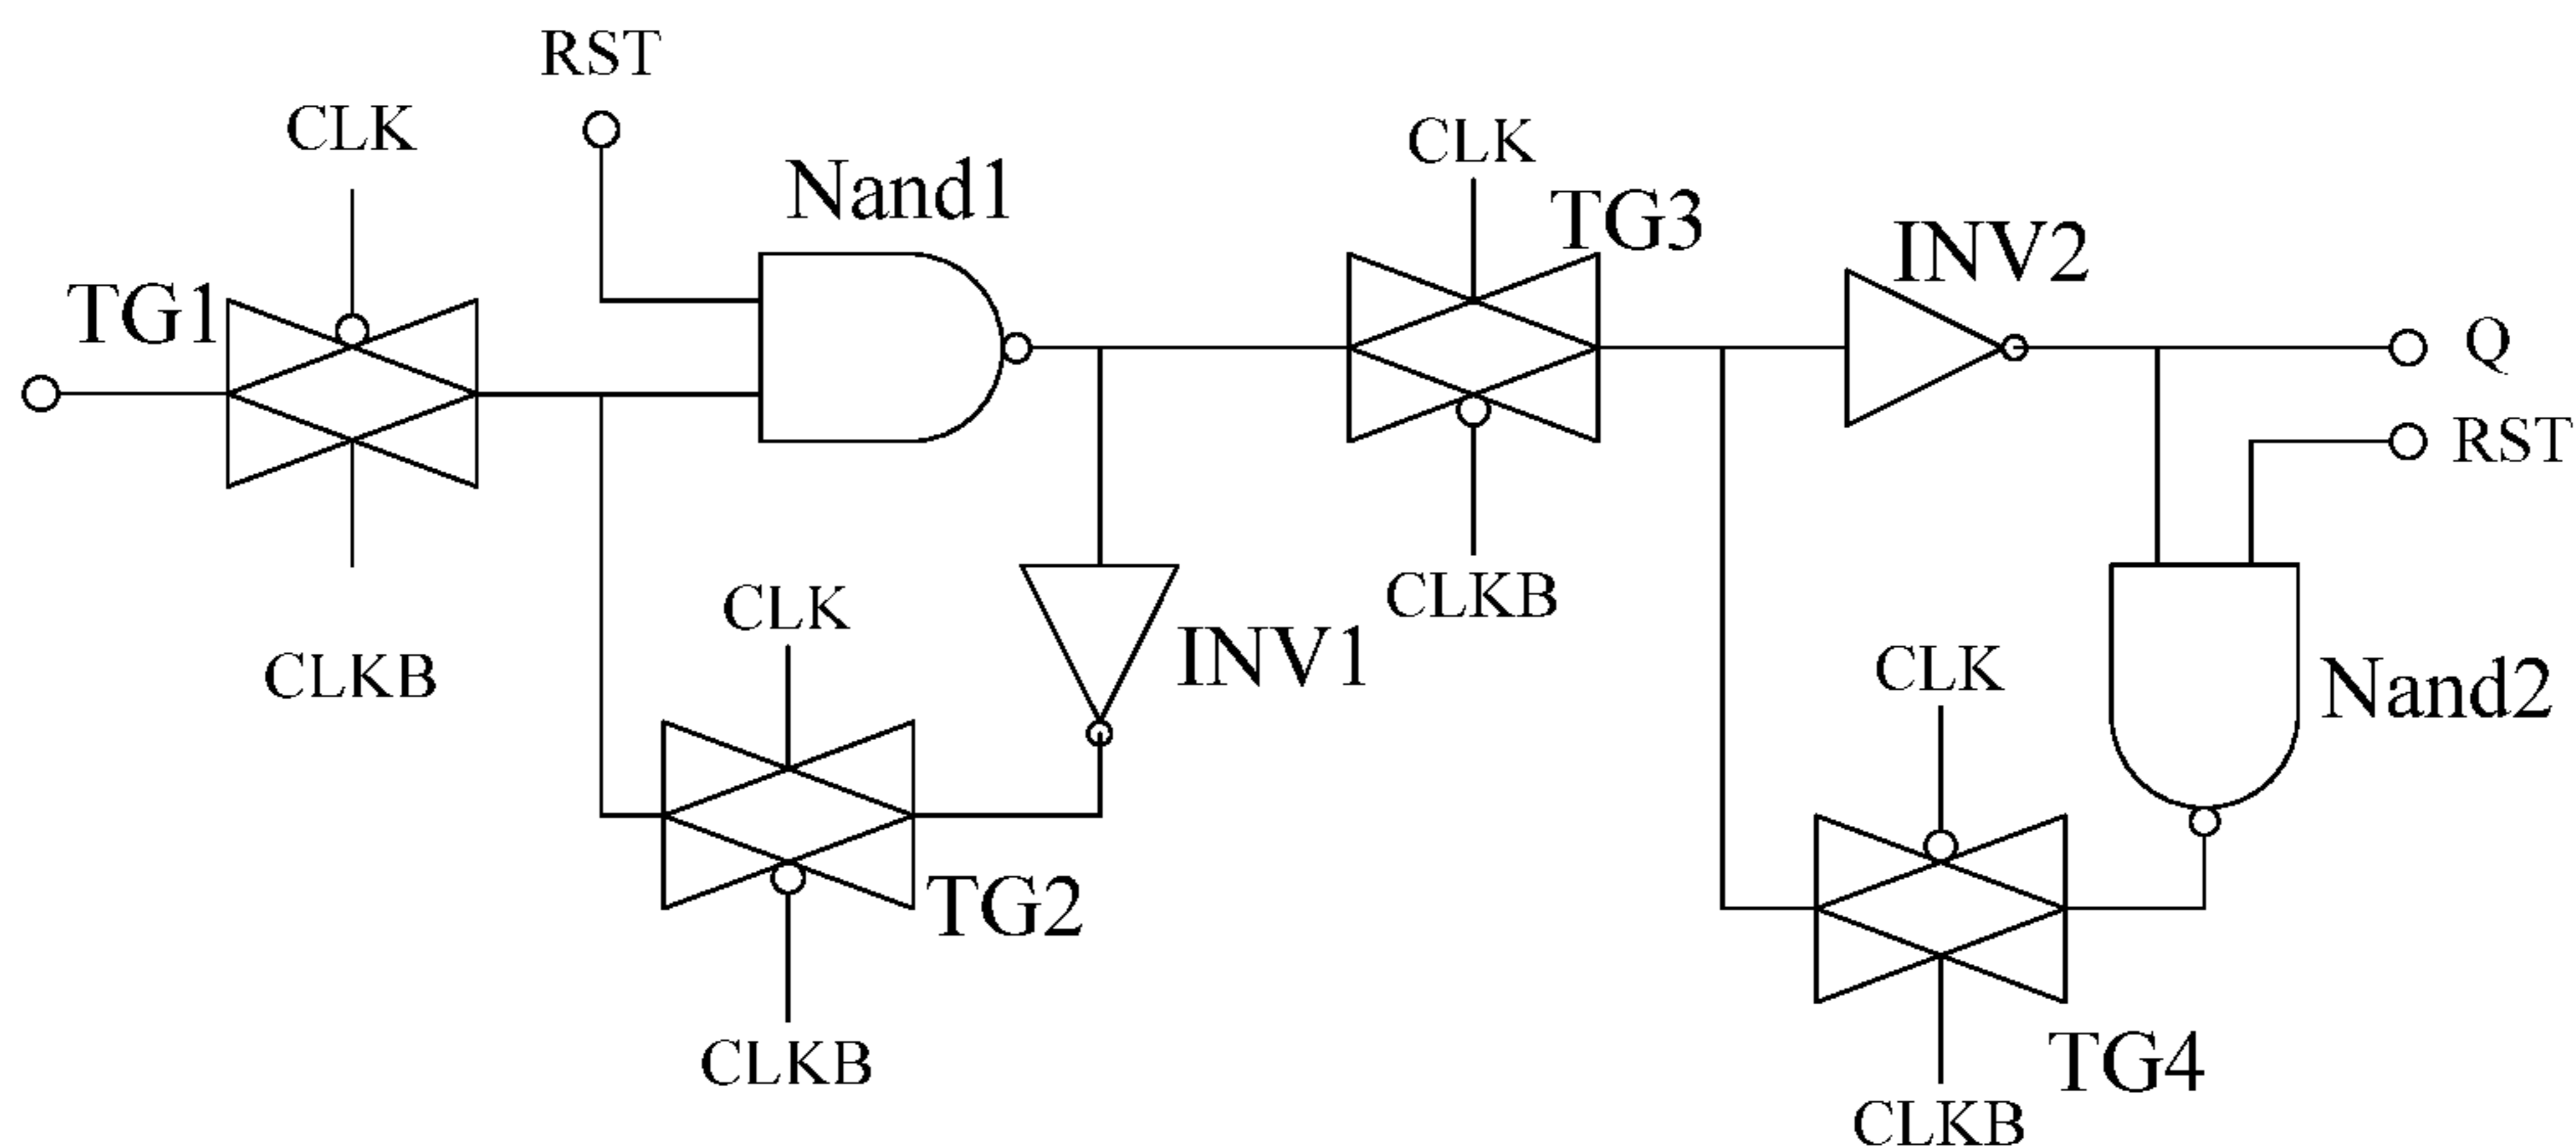 RST
CLK
CLK
Nand1
TG3
INV2
TG1
Q
RST
CLKB
CLK
INV1
CLKB
CLK
Nand2
TG2
CLKB
TG4
CLKB